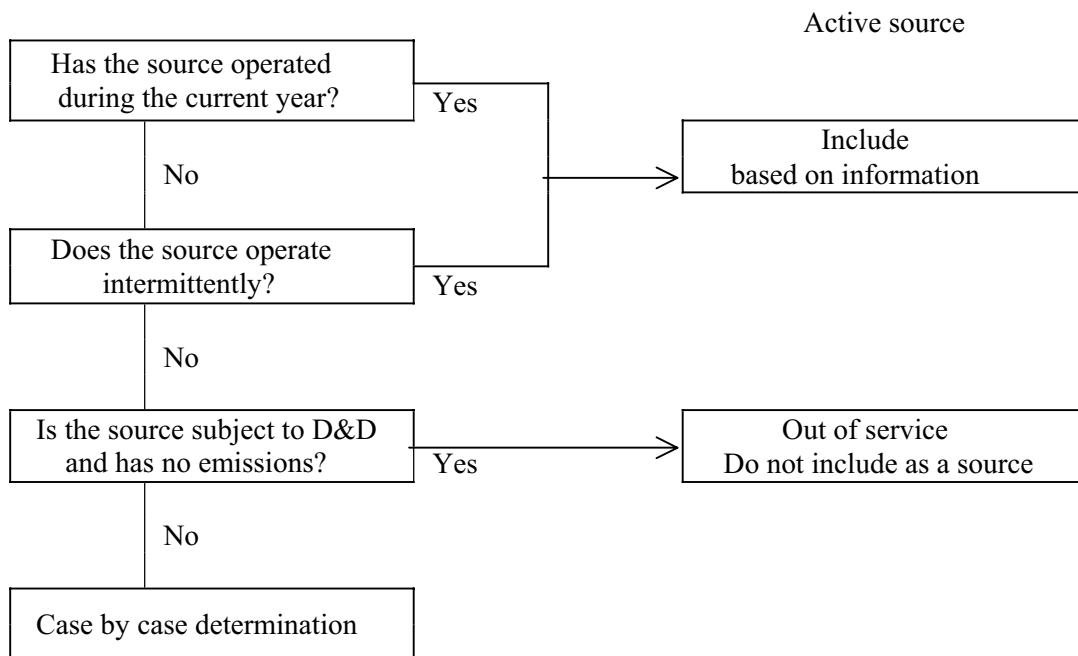 Active source
Has the source operated
during the current year?
Yes
Include
based on information
No
Does the source operate
intermittently?
Yes
No
Is the source subject to D&D
and has no emissions?
Yes
Out of service
Do not include as a source
No
Case by case determination